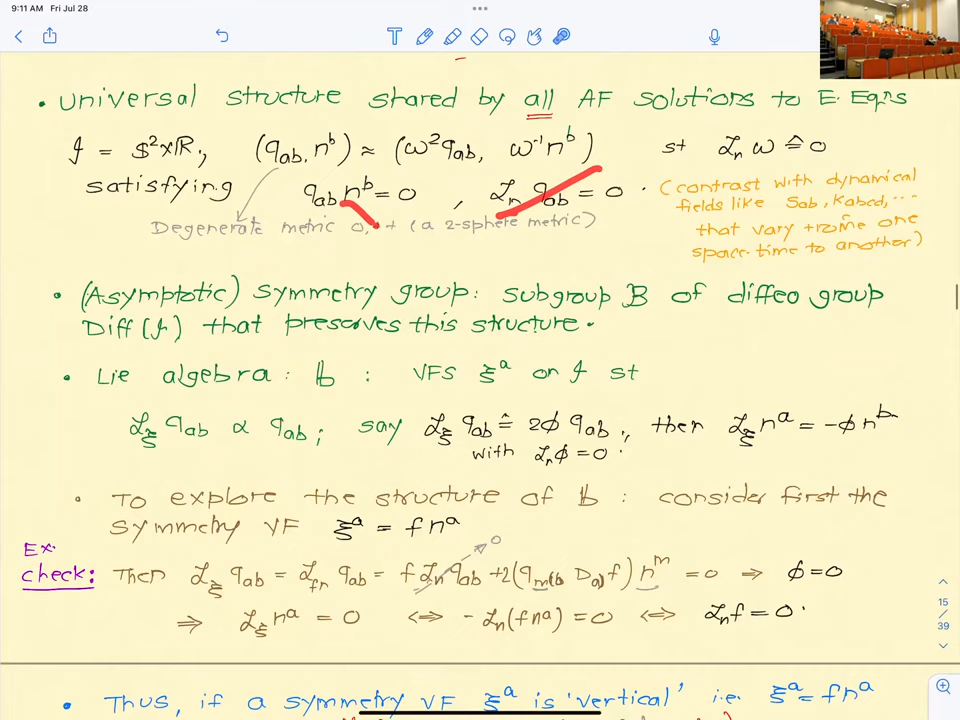 9:11 AM Fri Jul 28
• Universal structure shared by all AF solutions to E. Eqns
ℐ = 𝕊²×ℝ, (q_ab, n^b) ≈ (ω² q_ab, ω⁻¹ n^b) st ℒ_n ω ≙ 0
satisfying q_ab n^b = 0, ℒ_n q_ab = 0. (contrast with dynamical
fields like S_ab, K_abcd, ...
Degenerate metric 0,+,+ (a 2-sphere metric)
that vary from one
space-time to another)
• (Asymptotic) symmetry group: subgroup B of diffeo group
Diff(ℐ) that preserves this structure.
• Lie algebra: 𝔟 : VFS ξ^a on ℐ st
ℒ_ξ q_ab ∝ q_ab; say ℒ_ξ q_ab ≙ 2ϕ q_ab, then ℒ_ξ n^a = -ϕ n^b
with ℒ_n ϕ = 0.
• To explore the structure of 𝔟 : consider first the
symmetry VF ξ^a = f n^a
Ex.
check: Then ℒ_ξ q_ab = ℒ_fn q_ab = f ℒ_n q_ab + 2(q_m(b D_a) f) n^m = 0 ⇒ ϕ=0
0
⇒ ℒ_ξ n^a = 0 ⇔ - ℒ_n(f n^a) = 0 ⇔ ℒ_n f = 0.
15
/
39
• Thus, if a symmetry VF ξ^a is 'vertical' i.e. ξ^a = f n^a